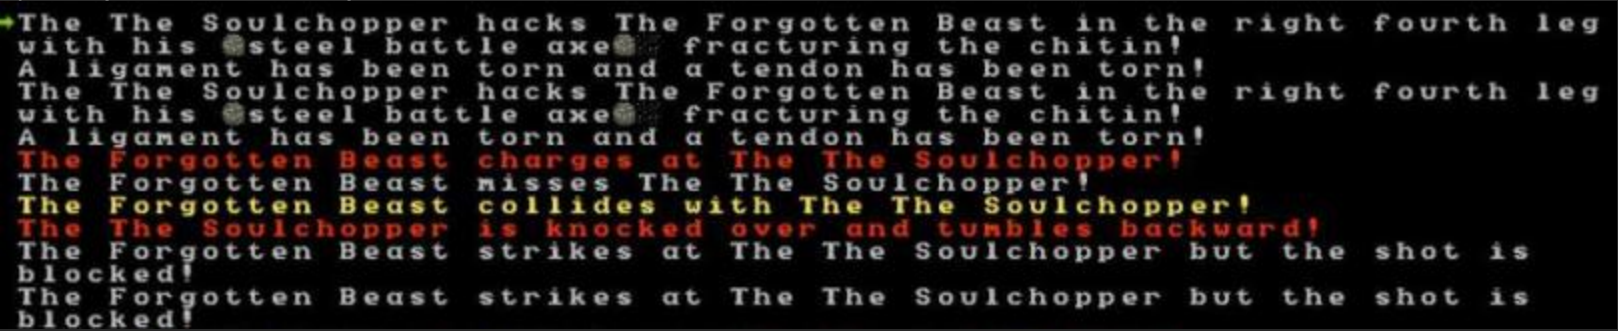 The The Soulchopper hacks The Forgotten Beast in the right fourth leg
with his steel battle axe fracturing the chitin!
A ligament has been torn and a tendon has been torn!
The The Soulchopper hacks The Forgotten Beast in the right fourth leg
with his steel battle axe fracturing the chitin!
A ligament has been torn and a tendon has been torn!
The Forgotten Beast charges at The The Soulchopper!
The Forgotten Beast misses The The Soulchopper!
The Forgotten Beast collides with The The Soulchopper!
The The Soulchopper is knocked over and tumbles backward!
The Forgotten Beast strikes at The The Soulchopper but the shot is
blocked!
The Forgotten Beast strikes at The The Soulchopper but the shot is
blocked!